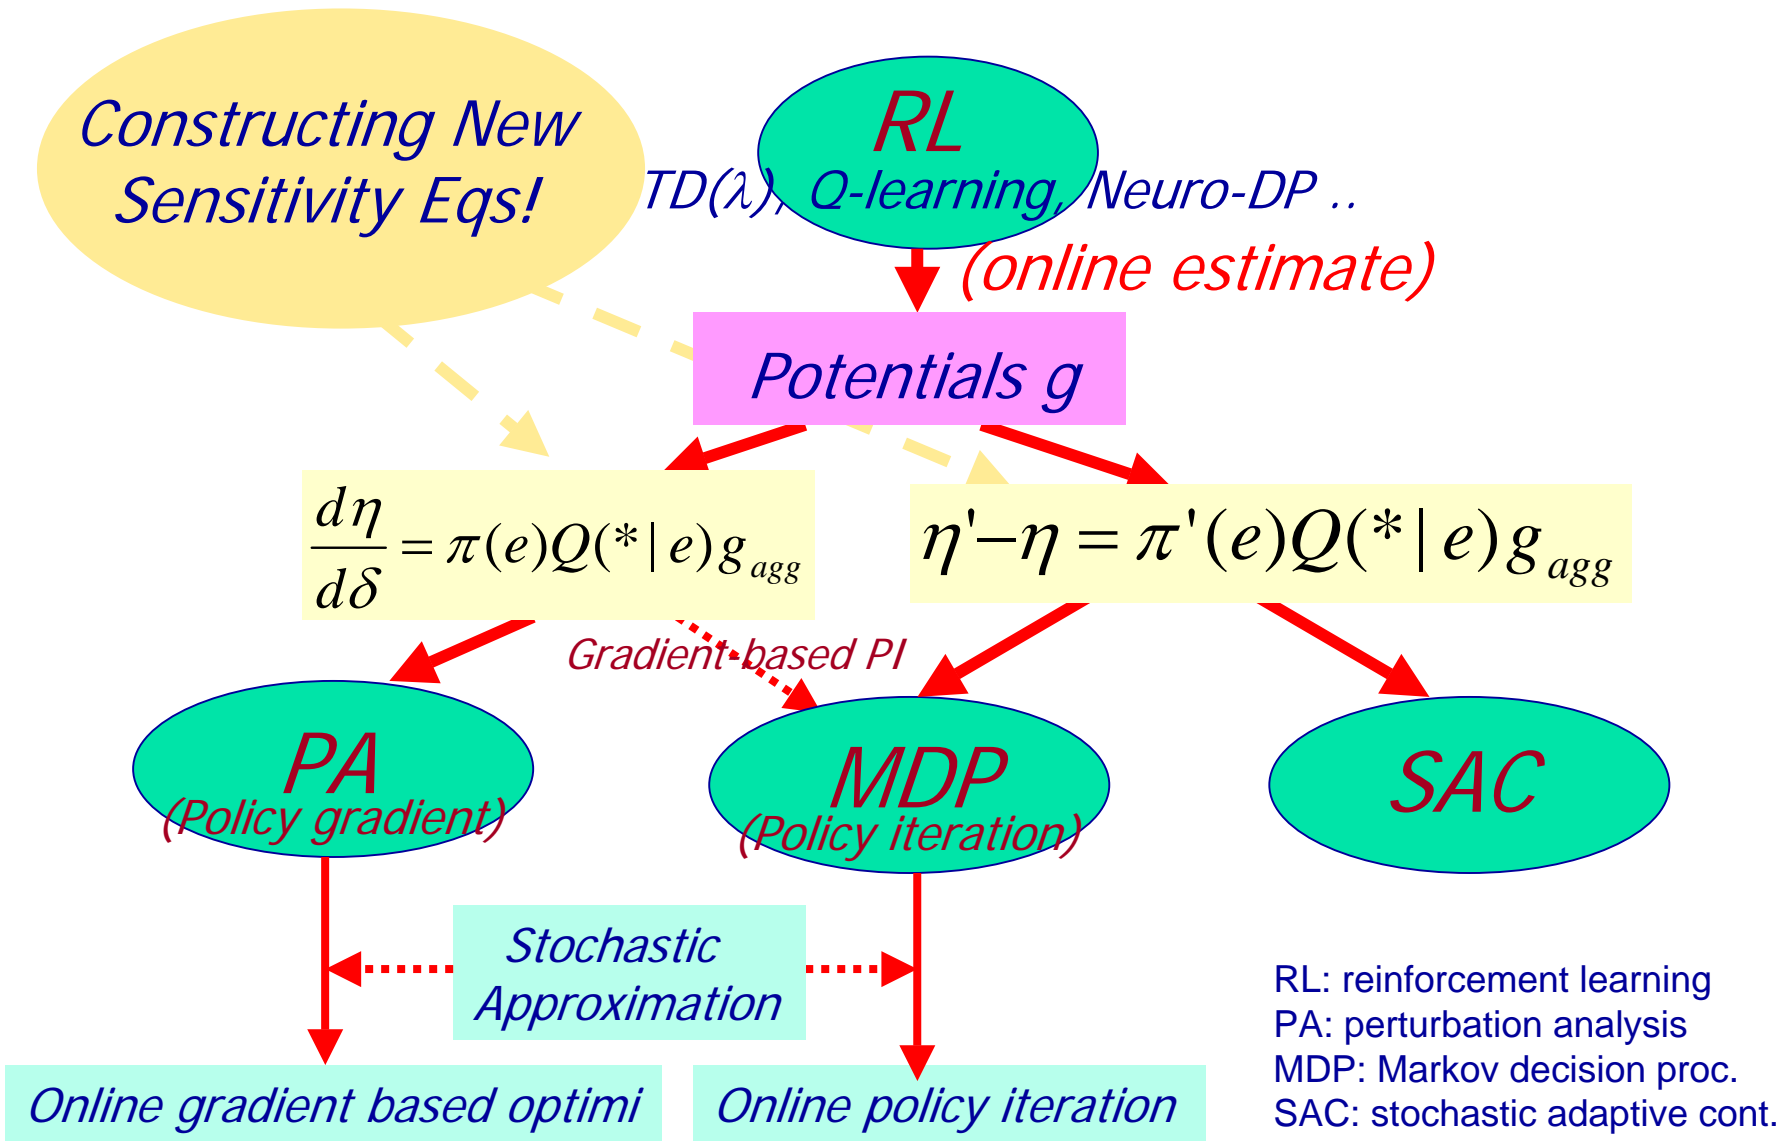 Constructing New
Sensitivity Eqs!
RL
TD(λ), Q-learning, Neuro-DP ..
(online estimate)
Potentials g
dη/dδ = π(e)Q(*|e)g_agg
η'−η = π'(e)Q(*|e)g_agg
Gradient-based PI
PA
(Policy gradient)
MDP
(Policy iteration)
SAC
Stochastic
Approximation
Online gradient based optimi
Online policy iteration
RL: reinforcement learning
PA: perturbation analysis
MDP: Markov decision proc.
SAC: stochastic adaptive cont.